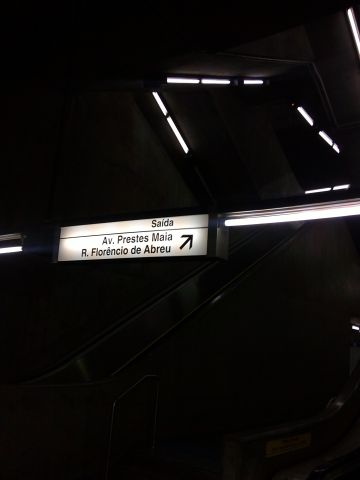 Saída
Av. Prestes Maia
R. Florêncio de Abreu